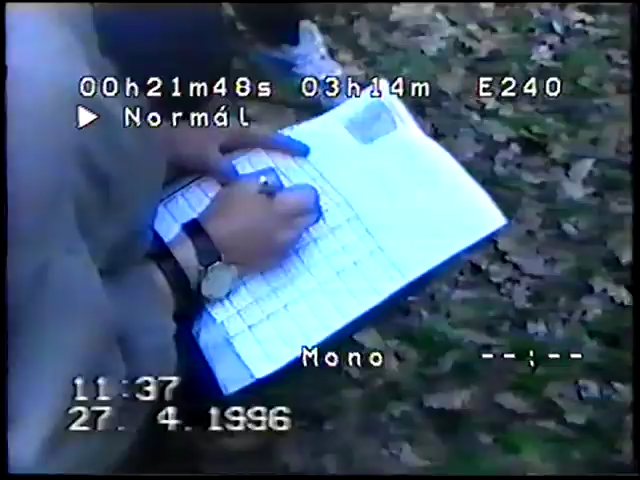 00h21m48s 03h14m E240
► Normál
Mono --:--
11:37
27. 4.1996